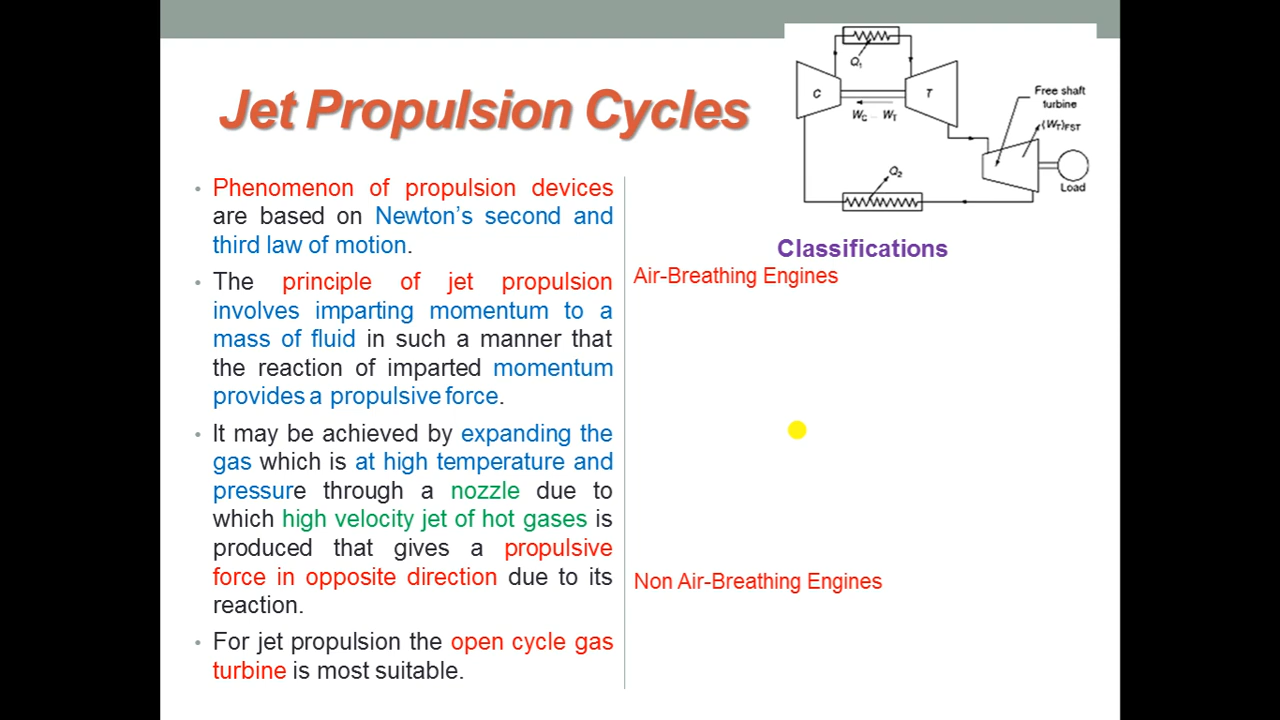 Jet Propulsion Cycles
Phenomenon of propulsion devices
are based on Newton's second and
third law of motion.
The principle of jet propulsion
involves imparting momentum to a
mass of fluid in such a manner that
the reaction of imparted momentum
provides a propulsive force.
It may be achieved by expanding the
gas which is at high temperature and
pressure through a nozzle due to
which high velocity jet of hot gases is
produced that gives a propulsive
force in opposite direction due to its
reaction.
For jet propulsion the open cycle gas
turbine is most suitable.
Q1
C
T
WC – WT
Free shaft
turbine
(WT)FST
Q2
Load
Classifications
Air-Breathing Engines
Non Air-Breathing Engines